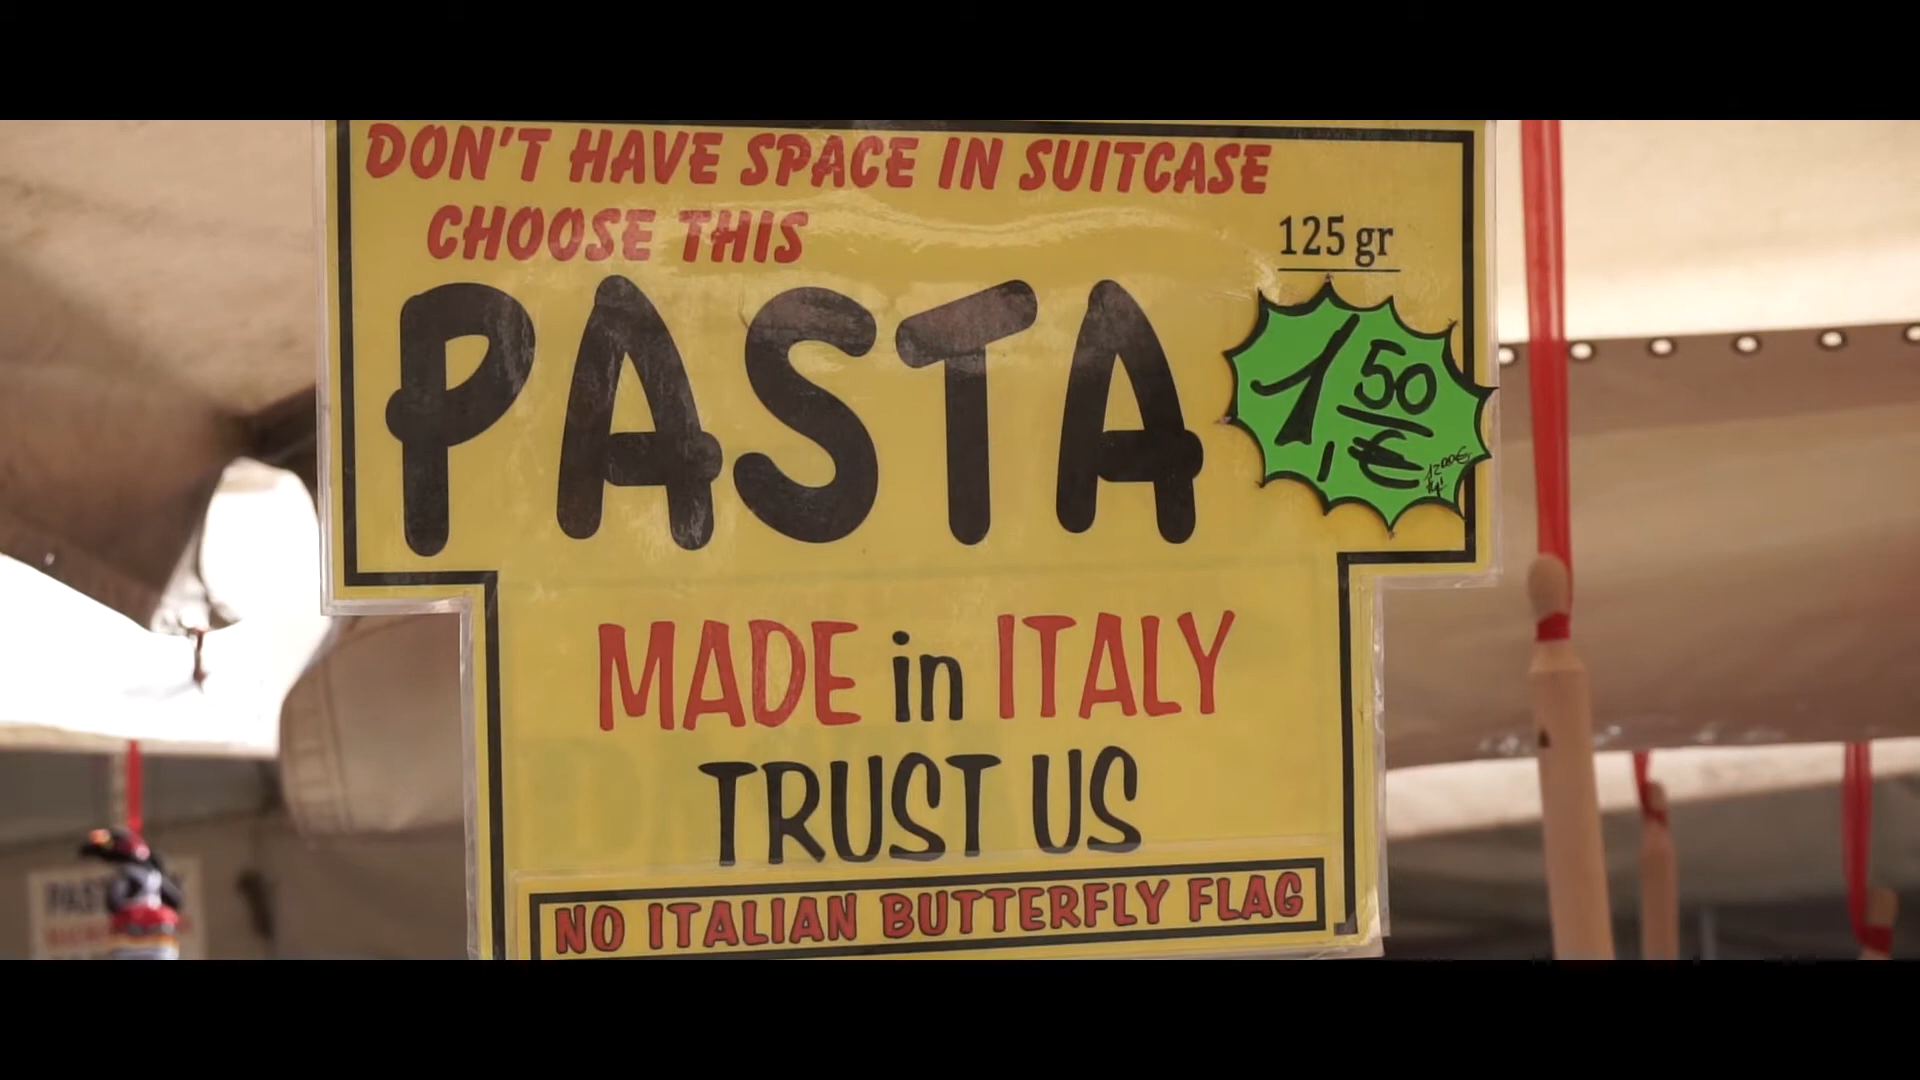 DON'T HAVE SPACE IN SUITCASE
CHOOSE THIS
125 gr
PASTA
1,50
€
MADE in ITALY
TRUST US
NO ITALIAN BUTTERFLY FLAG